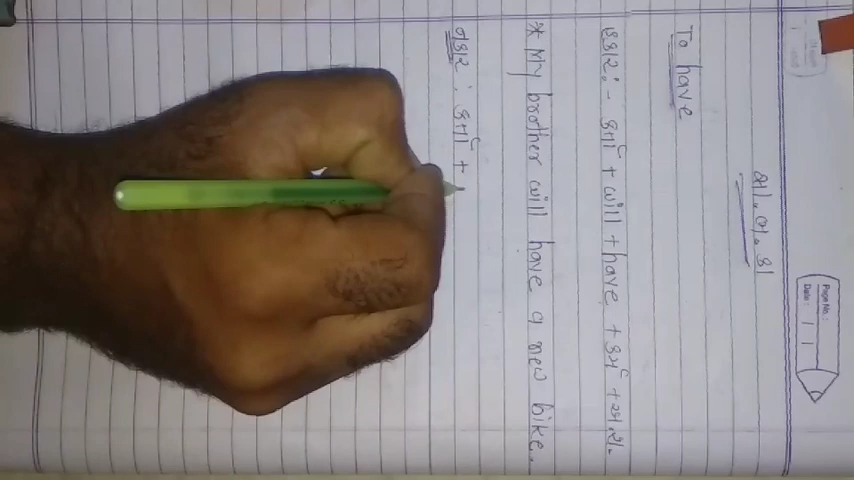 Page No.:
Date: / /
સા.ભ.કા
To have
હકાર :- કર્તા + will + have + કર્મ + અ.શ.
* My brother will have a new bike.
નકાર : કર્તા +